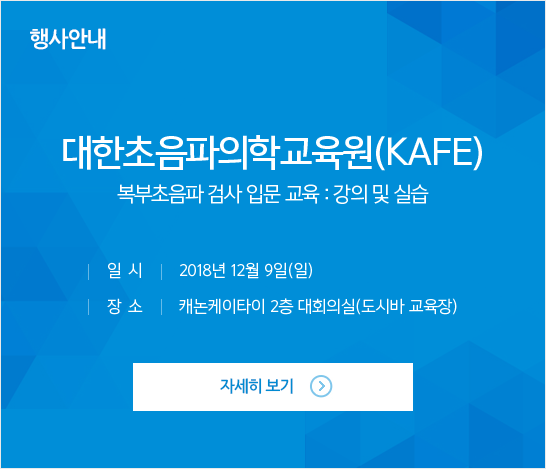 행사안내
대한초음파의학교육원(KAFE)
복부초음파 검사 입문 교육 : 강의 및 실습
일 시 | 2018년 12월 9일(일)
장 소 | 캐논케이타이 2층 대회의실(도시바 교육장)
자세히 보기